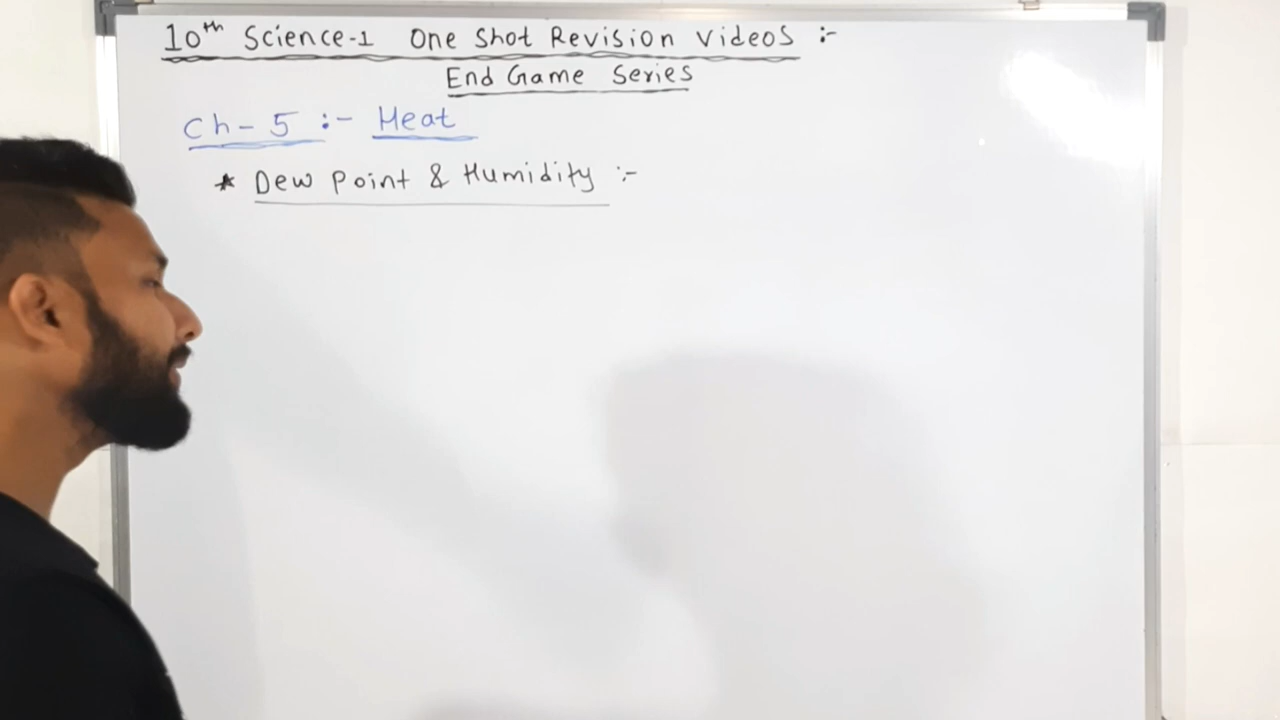 10th Science-1 One Shot Revision Videos :-
End Game Series
Ch-5 :- Heat
* Dew Point & Humidity :-